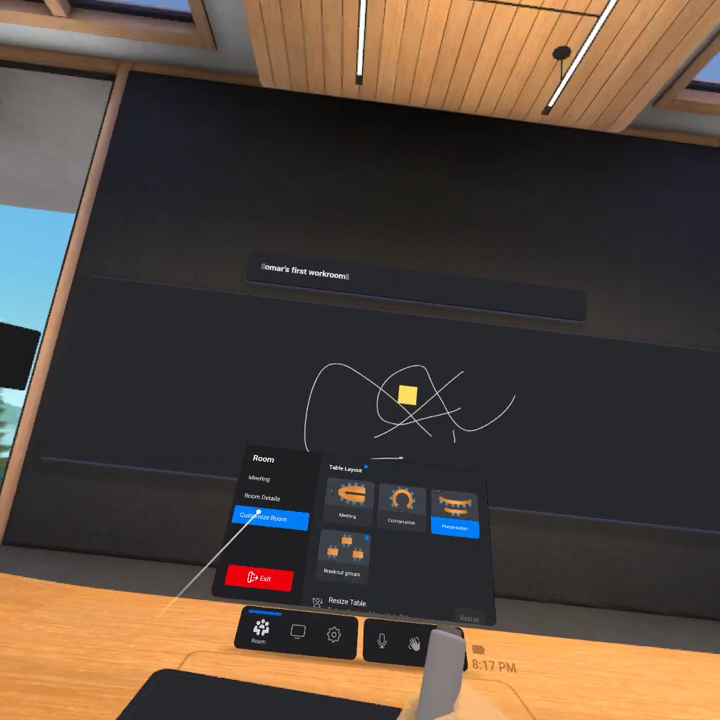 omar's first workroom
Room
Meeting
Room Details
Customize Room
Exit
Table Layout
Meeting
Conversation
Presentation
Breakout groups
Resize Table
Resize
Room
8:17 PM